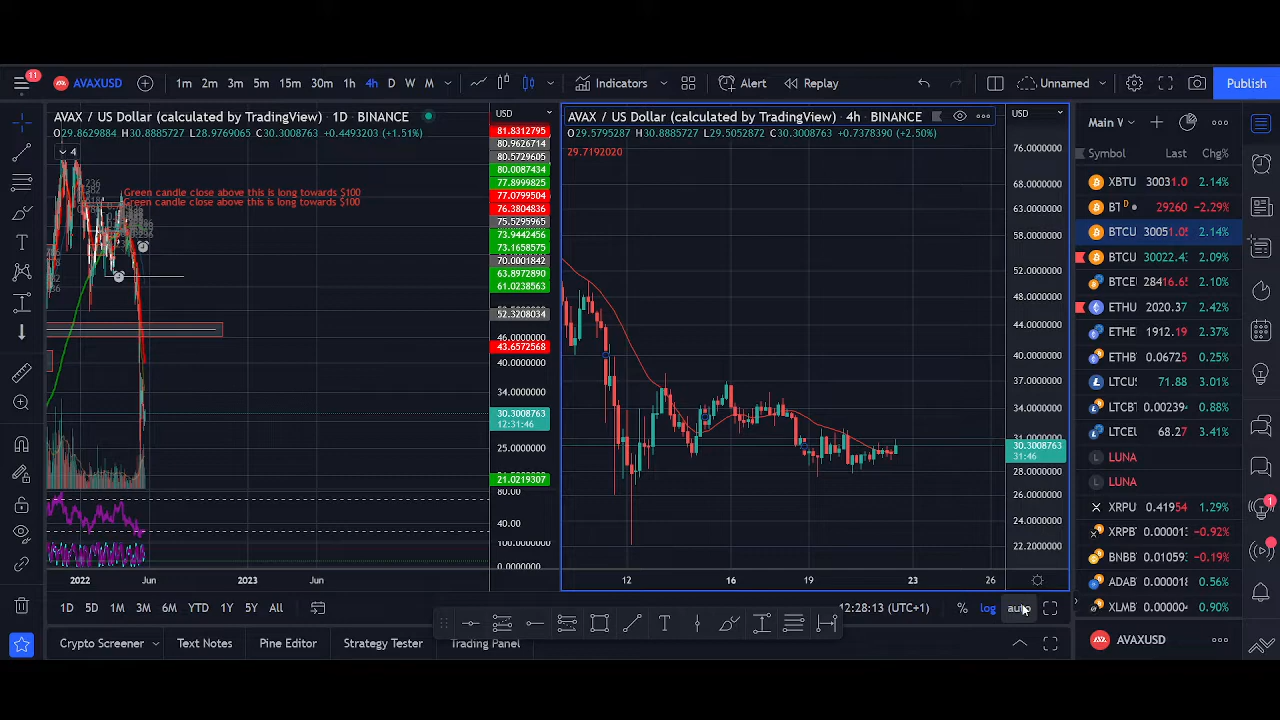 11
AVAXUSD
1m 2m 3m 5m 15m 30m 1h 4h D W M
Indicators
Alert
Replay
Unnamed
Publish
AVAX / US Dollar (calculated by TradingView) · 1D · BINANCE
O29.8629884 H30.8885727 L28.9769065 C30.3008763 +0.4493203 (+1.51%)
4
Green candle close above this is long towards $100
Green candle close above this is long towards $100
USD
81.8312795
80.9626714
80.5729605
80.0087434
77.8999825
77.0799504
76.3804836
75.5295965
73.9442456
73.1658575
70.0001842
63.8972890
61.0238563
52.3208034
46.0000000
43.6572568
40.0000000
34.0000000
30.3008763
12:31:46
25.0000000
21.0219307
80.00
40.00
100.0000000
0.0000000
2022 Jun 2023 Jun
AVAX / US Dollar (calculated by TradingView) · 4h · BINANCE
O29.5795287 H30.8885727 L29.5052872 C30.3008763 +0.7378390 (+2.50%)
29.7192020
USD
76.0000000
68.0000000
63.0000000
58.0000000
52.0000000
48.0000000
44.0000000
40.0000000
37.0000000
34.0000000
31.0000000
30.3008763
31:46
28.0000000
26.0000000
24.0000000
22.2000000
12 16 19 23 26
1D 5D 1M 3M 6M YTD 1Y 5Y All
12:28:13 (UTC+1) % log
Crypto Screener Text Notes Pine Editor Strategy Tester Trading Panel
Main
Symbol Last Chg%
XBTU 2.14%
BT D 29260 -2.29%
BTCU 2.14%
BTCU 2.09%
BTCE 2.10%
ETHU 2020.37 2.42%
ETHE 1912.19 2.37%
ETHB 0.25%
LTCUS 71.88 3.01%
LTCBT 0.88%
LTCE 68.27 3.41%
LUNA
LUNA
XRPU 0.41954 1.29%
XRPB -0.92%
BNBB -0.19%
ADAB 0.56%
XLMB 0.90%
AVAXUSD
1